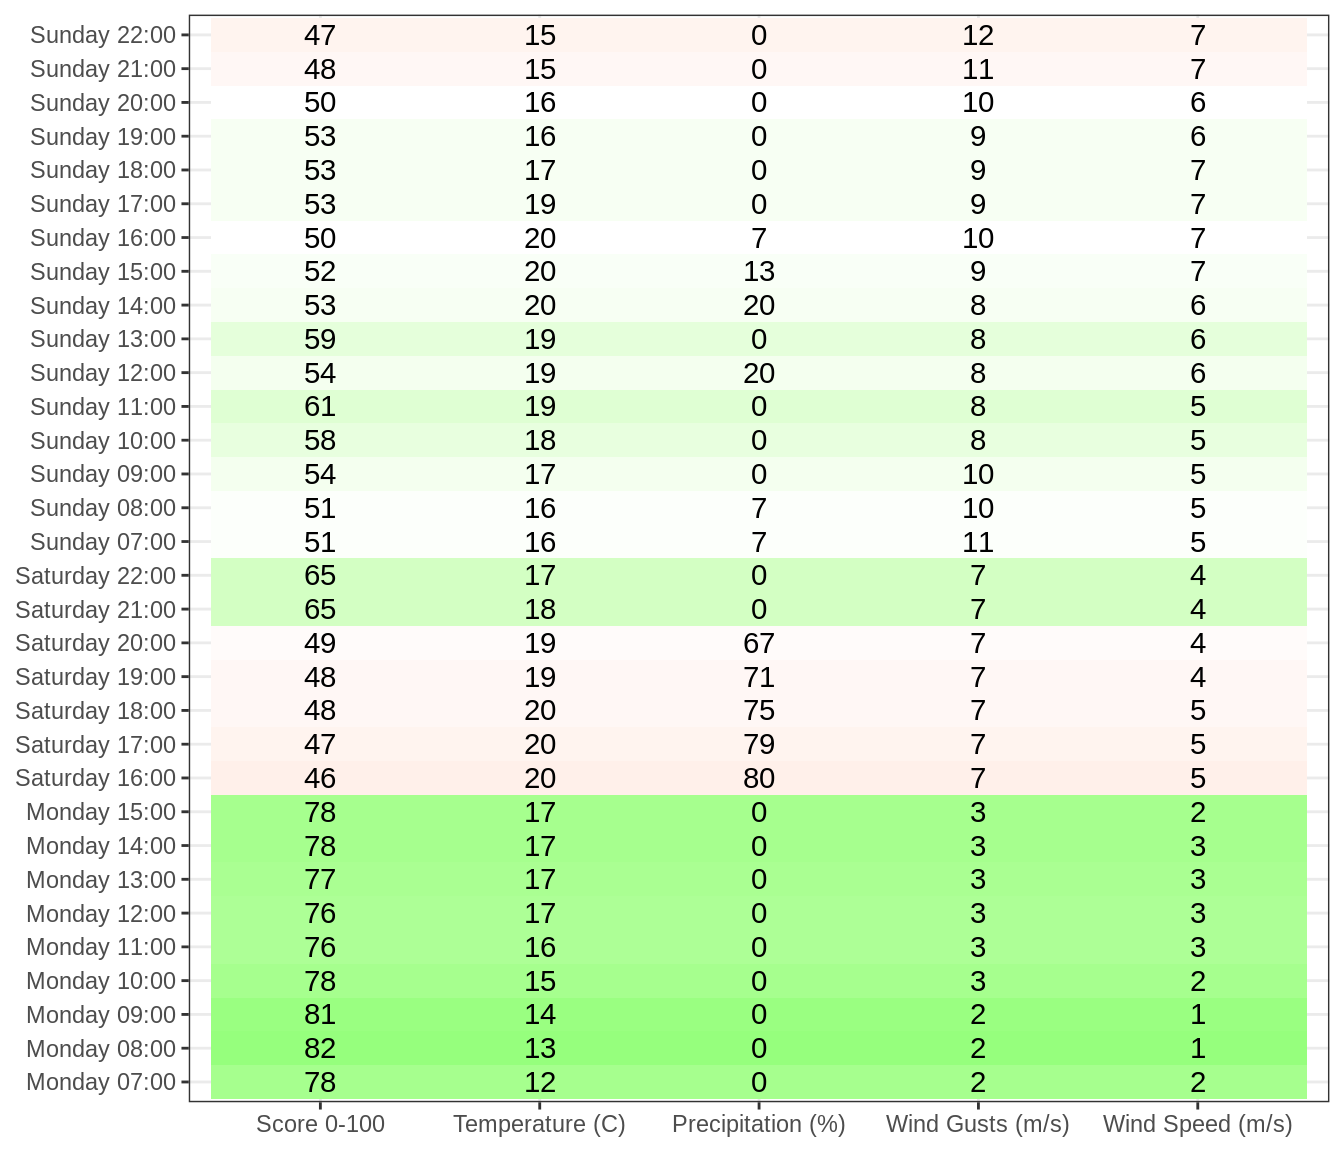 Sunday 22:00 47 15 0 12 7
Sunday 21:00 48 15 0 11 7
Sunday 20:00 50 16 0 10 6
Sunday 19:00 53 16 0 9 6
Sunday 18:00 53 17 0 9 7
Sunday 17:00 53 19 0 9 7
Sunday 16:00 50 20 7 10 7
Sunday 15:00 52 20 13 9 7
Sunday 14:00 53 20 20 8 6
Sunday 13:00 59 19 0 8 6
Sunday 12:00 54 19 20 8 6
Sunday 11:00 61 19 0 8 5
Sunday 10:00 58 18 0 8 5
Sunday 09:00 54 17 0 10 5
Sunday 08:00 51 16 7 10 5
Sunday 07:00 51 16 7 11 5
Saturday 22:00 65 17 0 7 4
Saturday 21:00 65 18 0 7 4
Saturday 20:00 49 19 67 7 4
Saturday 19:00 48 19 71 7 4
Saturday 18:00 48 20 75 7 5
Saturday 17:00 47 20 79 7 5
Saturday 16:00 46 20 80 7 5
Monday 15:00 78 17 0 3 2
Monday 14:00 78 17 0 3 3
Monday 13:00 77 17 0 3 3
Monday 12:00 76 17 0 3 3
Monday 11:00 76 16 0 3 3
Monday 10:00 78 15 0 3 2
Monday 09:00 81 14 0 2 1
Monday 08:00 82 13 0 2 1
Monday 07:00 78 12 0 2 2
Score 0-100 Temperature (C) Precipitation (%) Wind Gusts (m/s) Wind Speed (m/s)